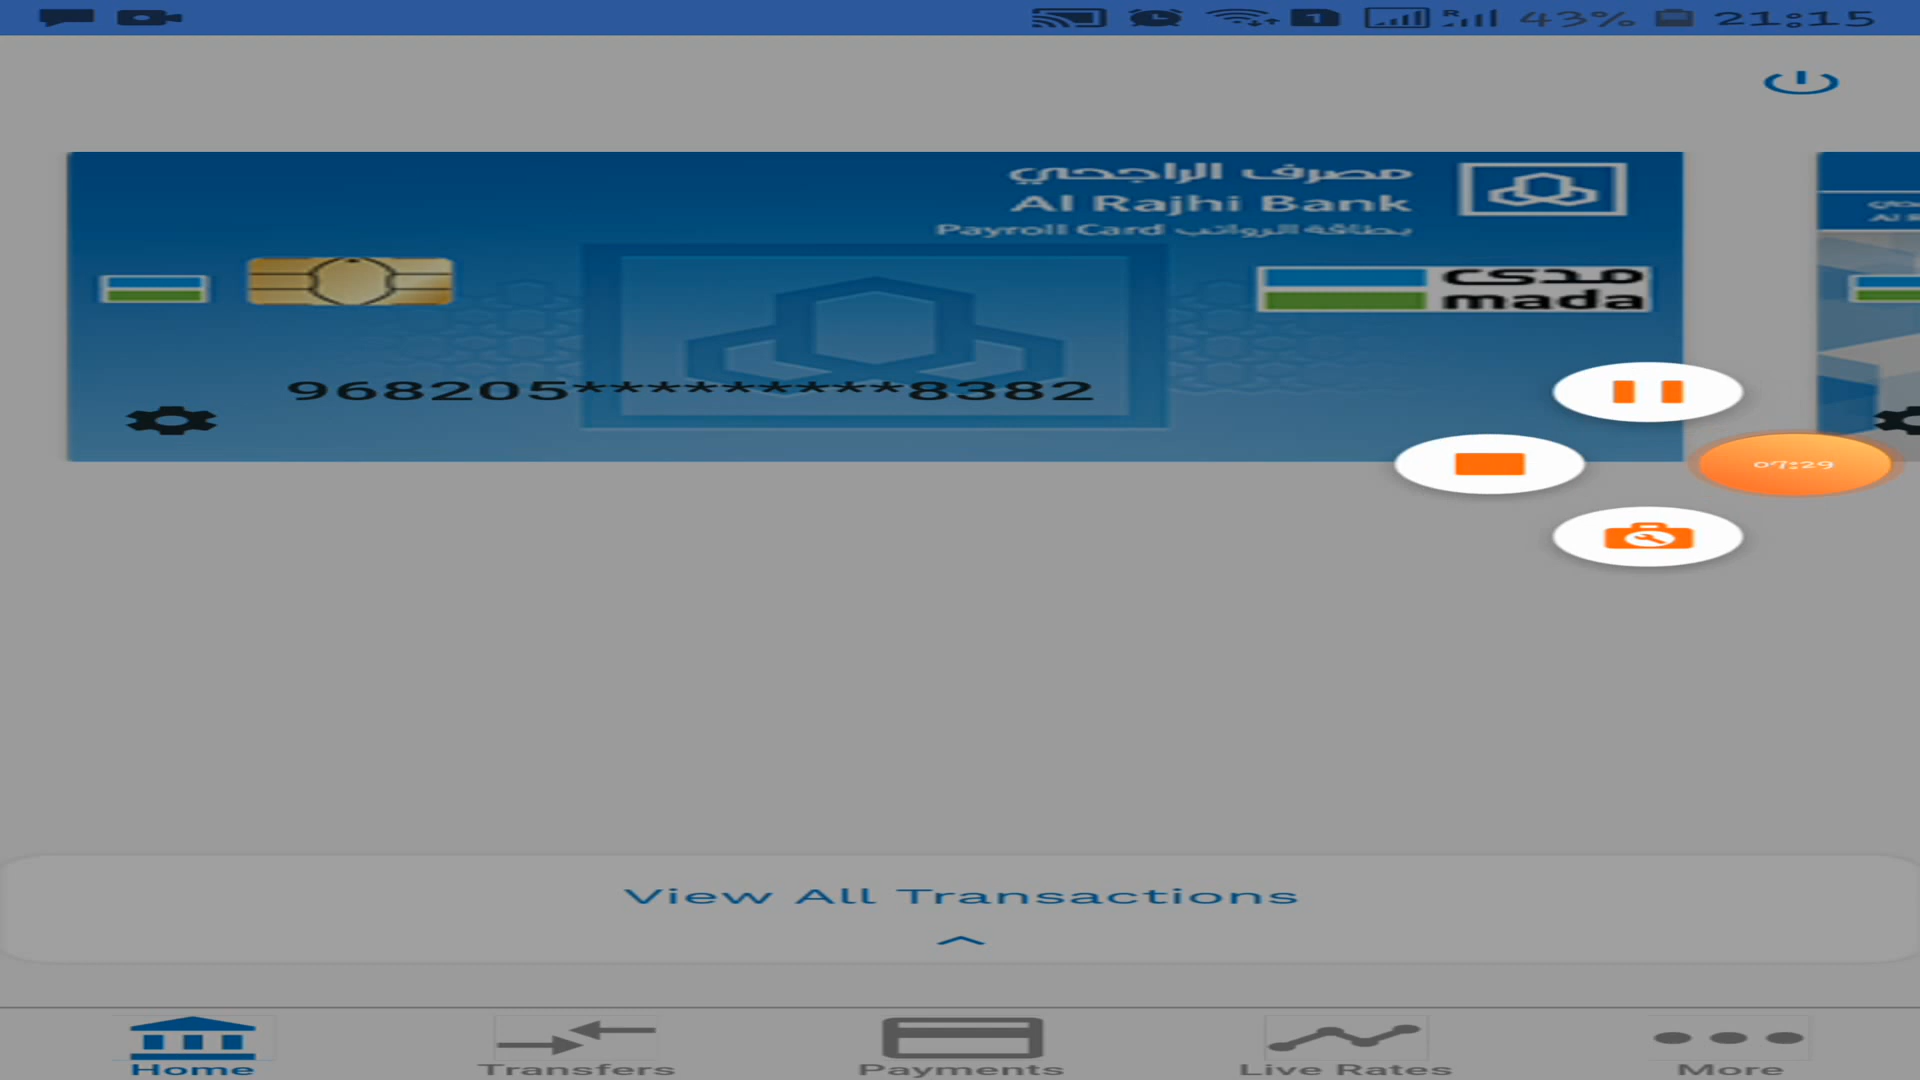 1 R 43% 21:15
مصرف الراجحي
Al Rajhi Bank
Payroll Card بطاقة الرواتب
مدى
mada
968205*********8382
07:29
View All Transactions
Home Transfers Payments Live Rates More